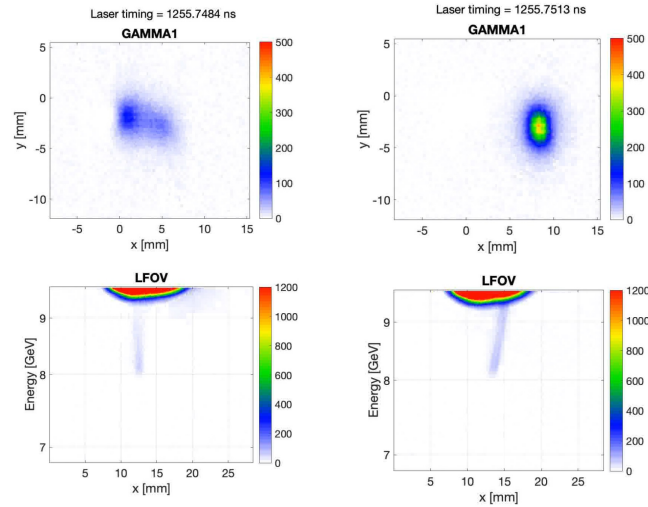 Laser timing = 1255.7484 ns
GAMMA1
5
0
-5
-10
y [mm]
-5 0 5 10 15
x [mm]
500
400
300
200
100
0
Laser timing = 1255.7513 ns
GAMMA1
5
0
-5
-10
y [mm]
-5 0 5 10 15
x [mm]
500
400
300
200
100
0
LFOV
9
8
7
Energy [GeV]
5 10 15 20 25
x [mm]
1200
1000
800
600
400
200
0
LFOV
9
8
7
Energy [GeV]
5 10 15 20 25
x [mm]
1200
1000
800
600
400
200
0